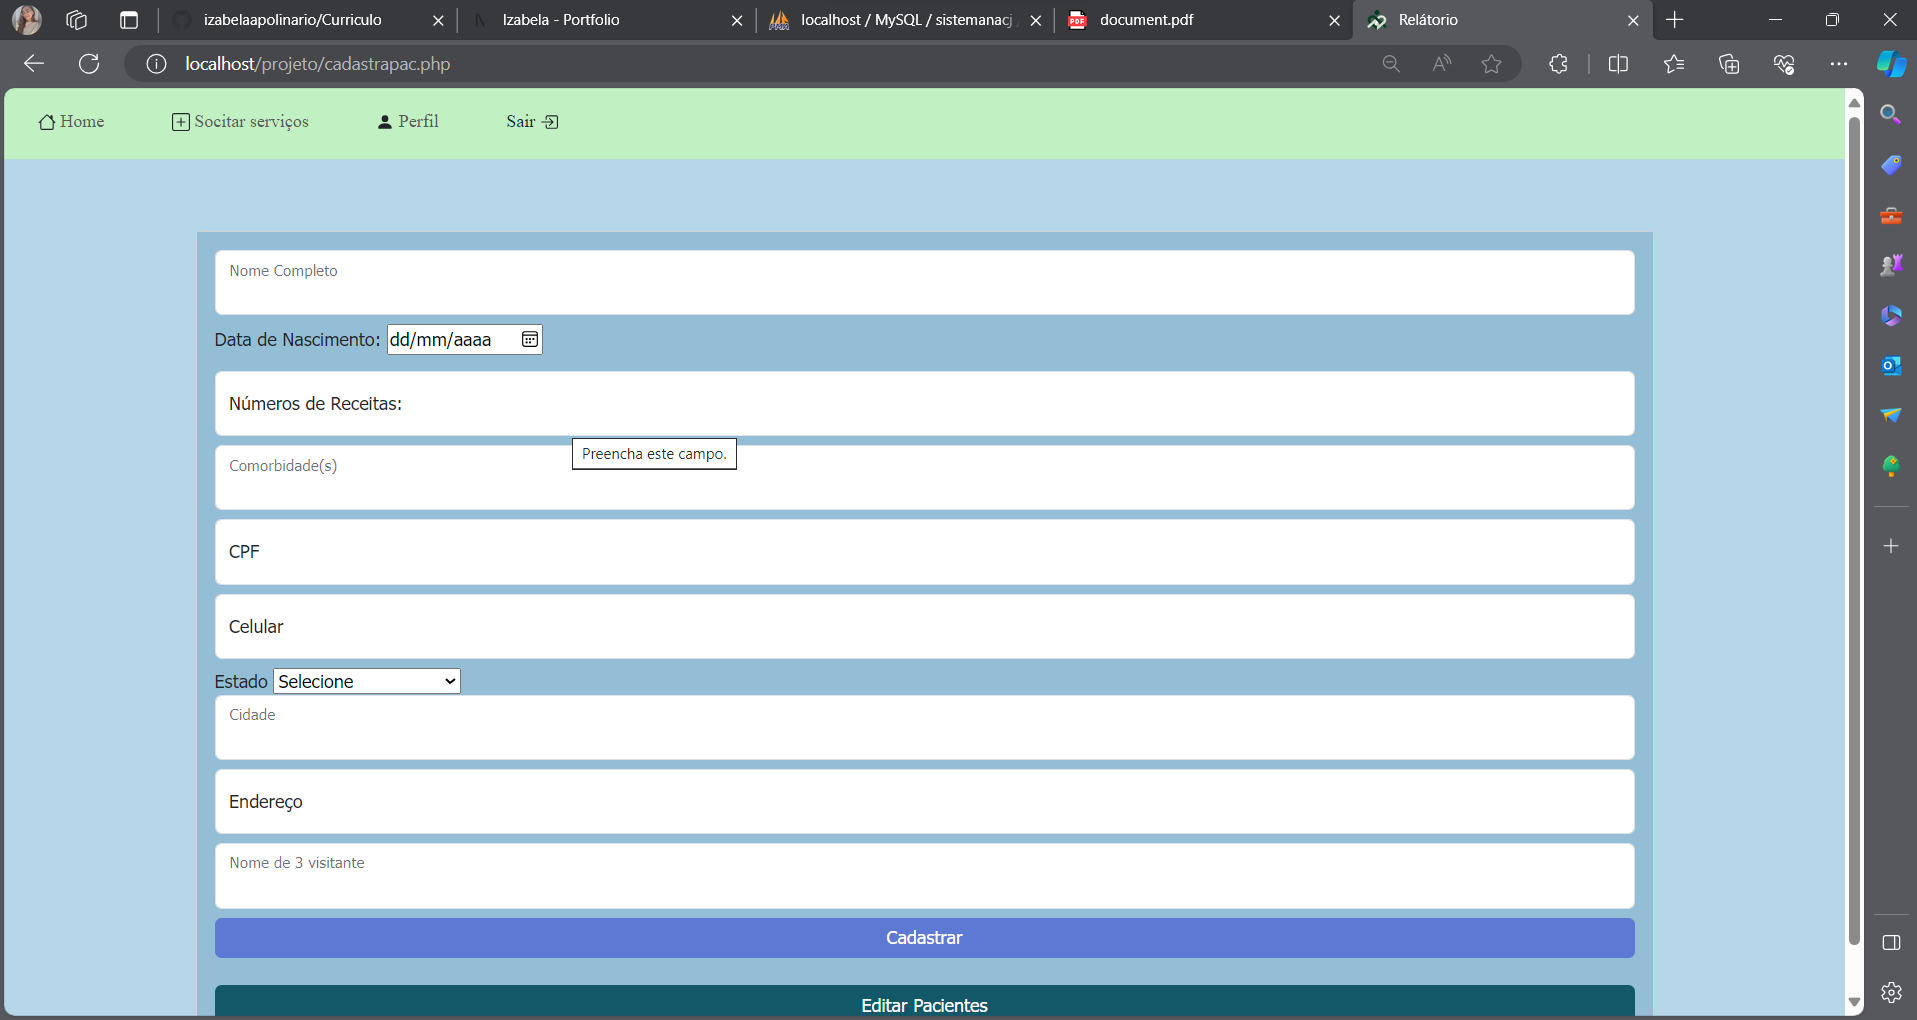 izabelaapolinario/Curriculo
Izabela - Portfolio
localhost / MySQL / sistemanacj
document.pdf
Relátorio
localhost/projeto/cadastrapac.php
Home
Socitar serviços
Perfil
Sair
Nome Completo
Data de Nascimento: dd/mm/aaaa
Números de Receitas:
Preencha este campo.
Comorbidade(s)
CPF
Celular
Estado Selecione
Cidade
Endereço
Nome de 3 visitante
Cadastrar
Editar Pacientes